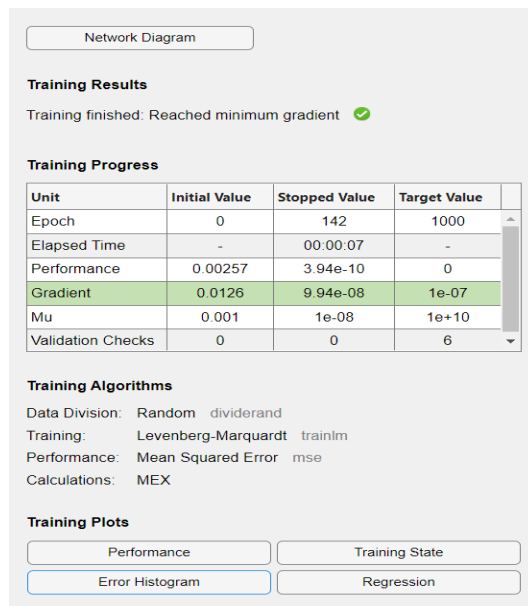 Network Diagram
Training Results
Training finished: Reached minimum gradient
Training Progress
Unit Initial Value Stopped Value Target Value
Epoch 0 142 1000
Elapsed Time - 00:00:07 -
Performance 0.00257 3.94e-10 0
Gradient 0.0126 9.94e-08 1e-07
Mu 0.001 1e-08 1e+10
Validation Checks 0 0 6
Training Algorithms
Data Division: Random dividerand
Training: Levenberg-Marquardt trainlm
Performance: Mean Squared Error mse
Calculations: MEX
Training Plots
Performance Training State
Error Histogram Regression